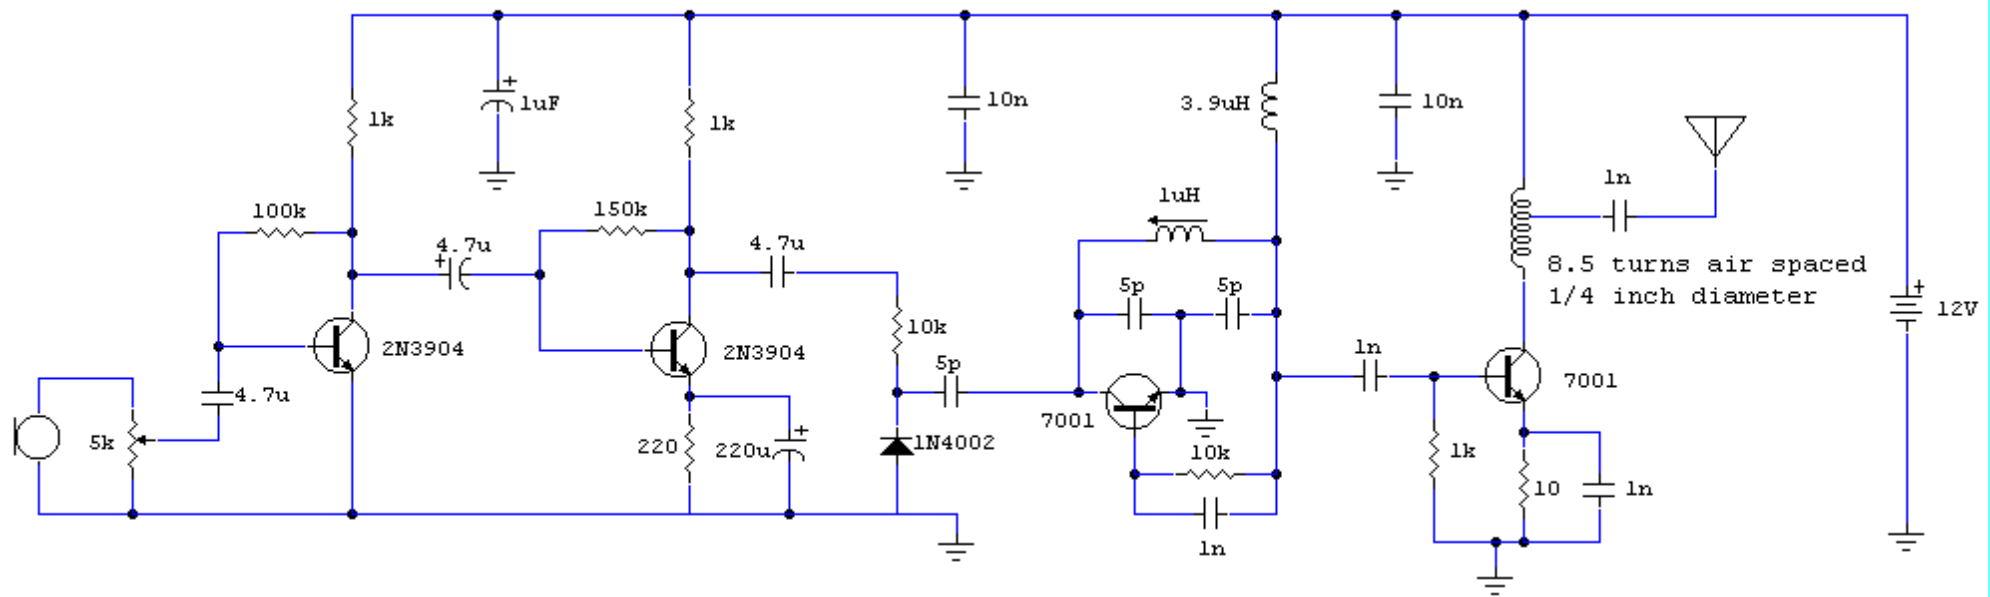 1k
+
1uF
1k
10n
3.9uH
10n
1n
1uH
100k
150k
4.7u
+
4.7u
8.5 turns air spaced
1/4 inch diameter
+
12V
5p
5p
10k
2N3904
2N3904
1n
7001
5p
4.7u
7001
5k
220
220u
+
1N4002
10k
1k
10
1n
1n